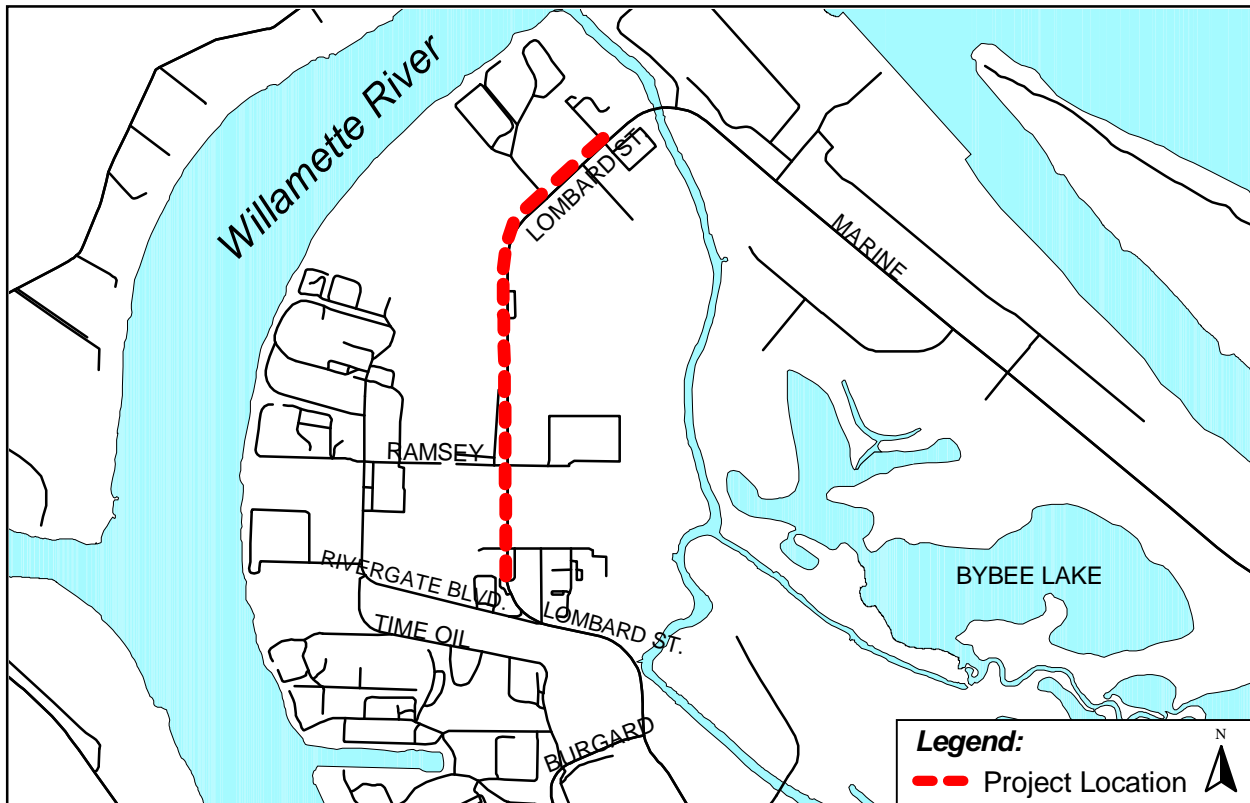 Willamette River
LOMBARD ST.
MARINE
RAMSEY
RIVERGATE BLVD.
LOMBARD ST.
TIME OIL
BURGARD
BYBEE LAKE
Legend:
Project Location
N